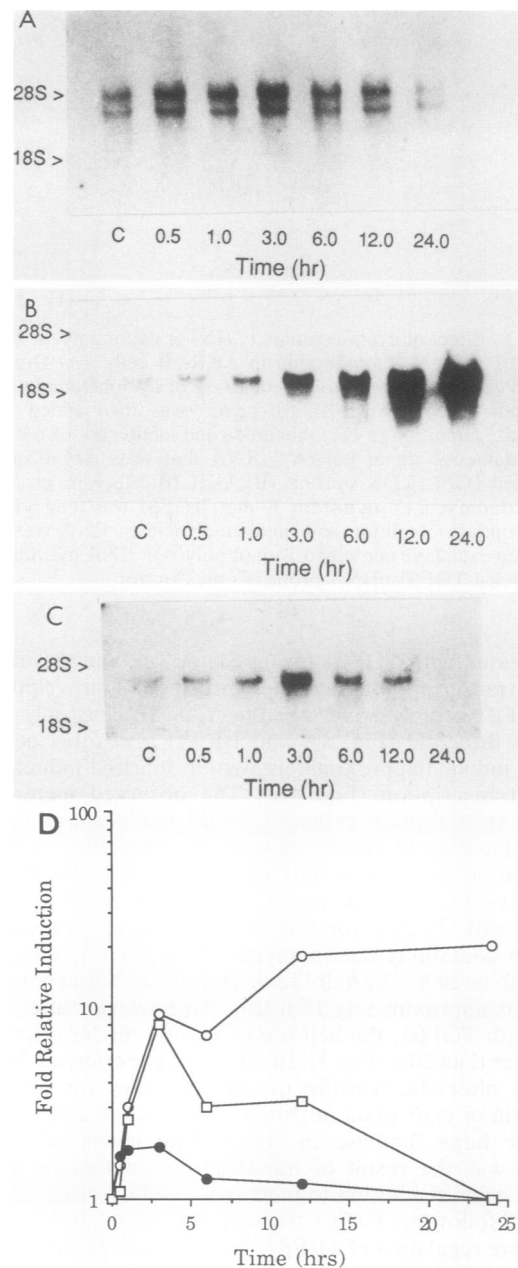 A
28S >
18S >
C 0.5 1.0 3.0 6.0 12.0 24.0
Time (hr)
B
28S >
18S >
C 0.5 1.0 3.0 6.0 12.0 24.0
Time (hr)
C
28S >
18S >
C 0.5 1.0 3.0 6.0 12.0 24.0
Time (hr)
D
100
10
1
Fold Relative Induction
0 5 10 15 20 25
Time (hrs)